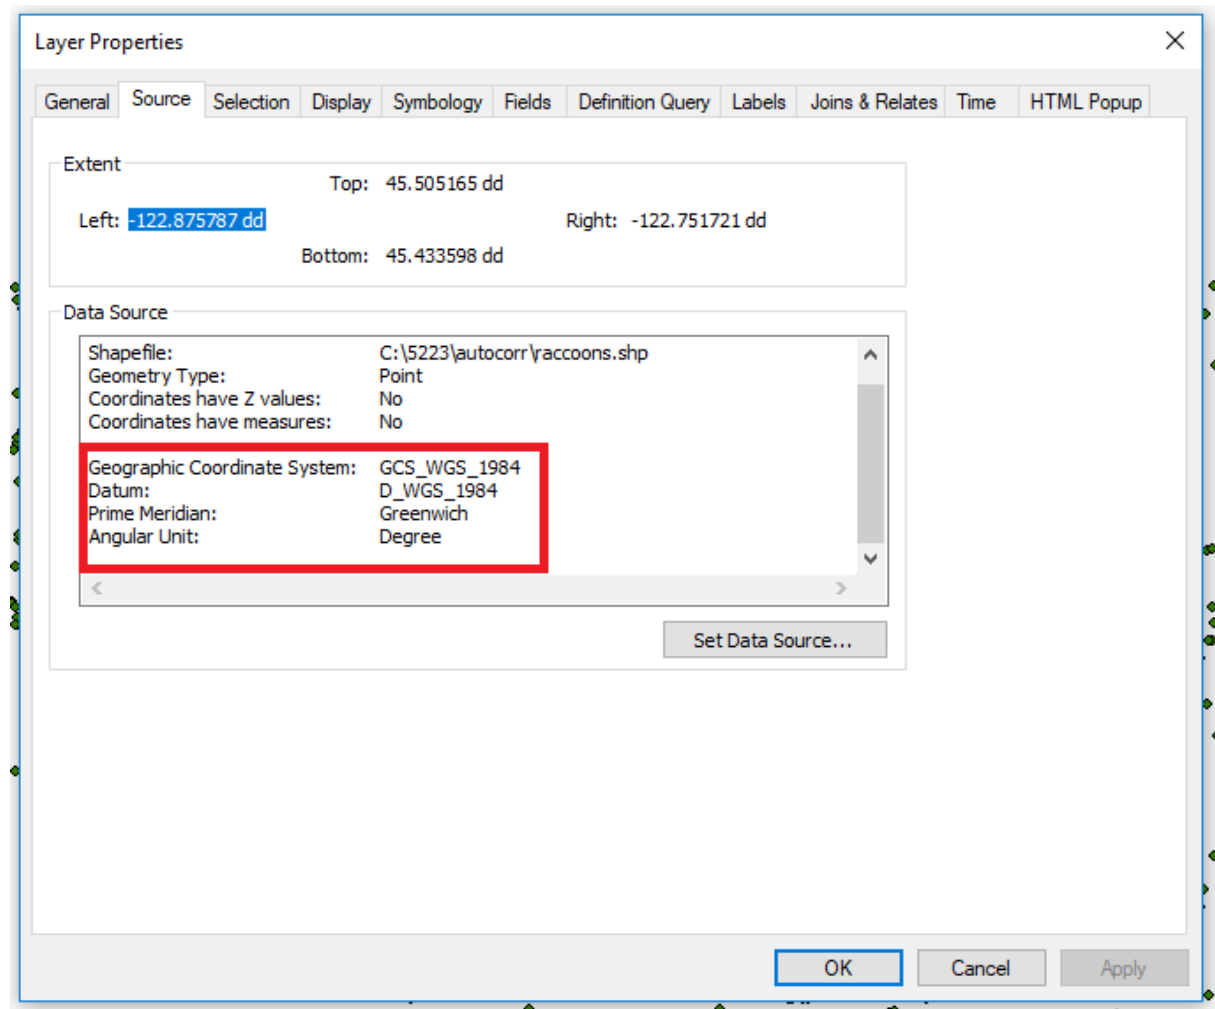 Layer Properties
General Source Selection Display Symbology Fields Definition Query Labels Joins & Relates Time HTML Popup
Extent
Top: 45.505165 dd
Left: -122.875787 dd Right: -122.751721 dd
Bottom: 45.433598 dd
Data Source
Shapefile: C:\5223\autocorr\raccoons.shp
Geometry Type: Point
Coordinates have Z values: No
Coordinates have measures: No
Geographic Coordinate System: GCS_WGS_1984
Datum: D_WGS_1984
Prime Meridian: Greenwich
Angular Unit: Degree
Set Data Source...
OK Cancel Apply